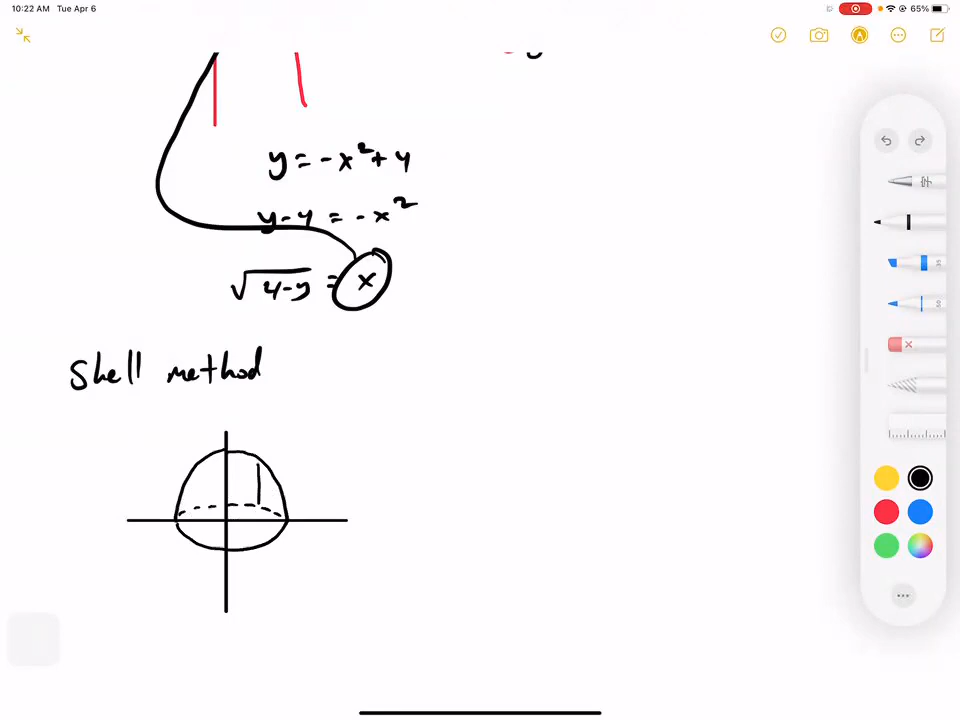 10:22 AM Tue Apr 6 65%
y = -x² + 4
y-4 = -x²
√4-y = x
Shell method